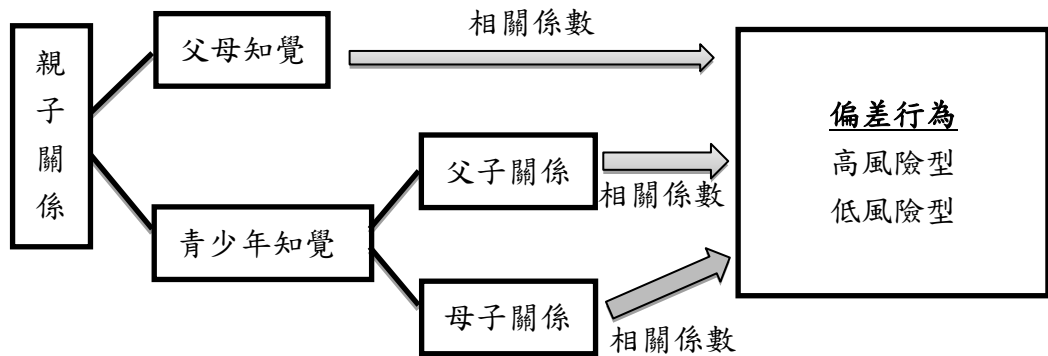 親子關係
父母知覺
相關係數
青少年知覺
父子關係
相關係數
母子關係
相關係數
偏差行為
高風險型
低風險型